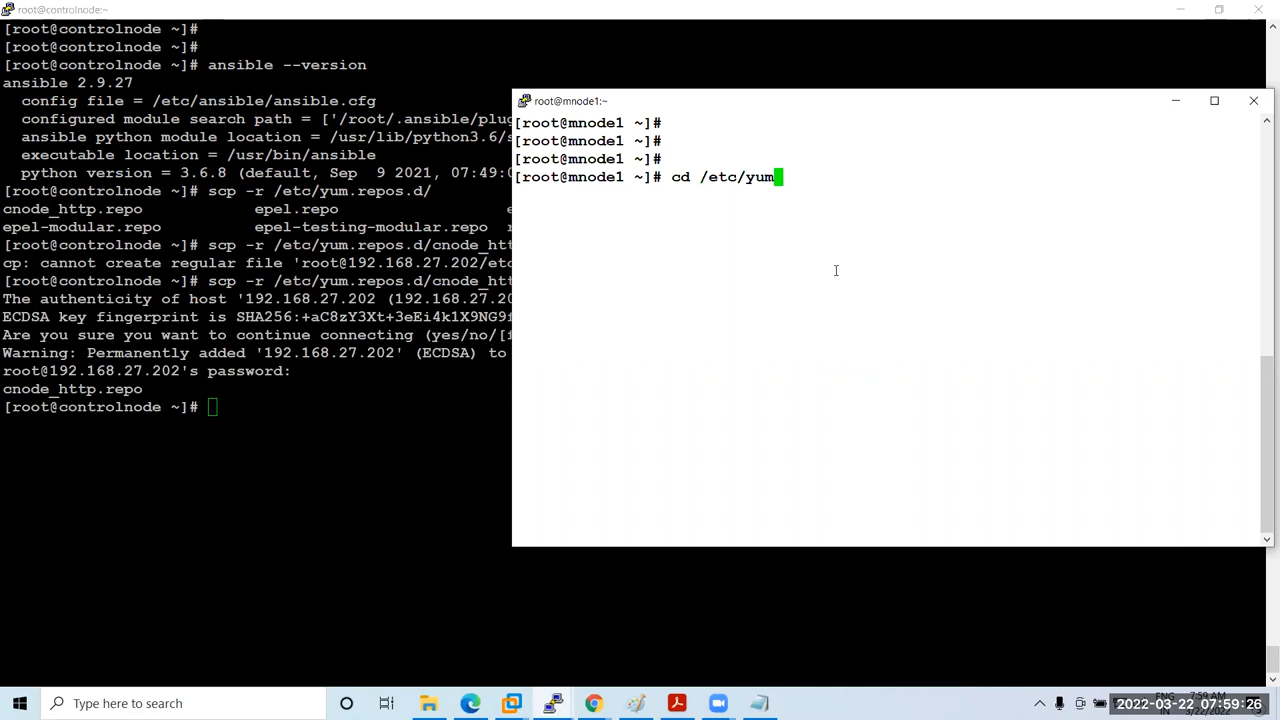 root@controlnode:~
[root@controlnode ~]#
[root@controlnode ~]#
[root@controlnode ~]# ansible --version
ansible 2.9.27
config file = /etc/ansible/ansible.cfg
configured module search path = ['/root/.ansible/plug
ansible python module location = /usr/lib/python3.6/s
executable location = /usr/bin/ansible
python version = 3.6.8 (default, Sep  9 2021, 07:49:0
[root@controlnode ~]# scp -r /etc/yum.repos.d/
cnode_http.repo epel.repo
epel-modular.repo epel-testing-modular.repo
[root@controlnode ~]# scp -r /etc/yum.repos.d/cnode_htt
cp: cannot create regular file 'root@192.168.27.202/etc
[root@controlnode ~]# scp -r /etc/yum.repos.d/cnode_htt
The authenticity of host '192.168.27.202 (192.168.27.20
ECDSA key fingerprint is SHA256:+aC8zY3Xt+3eEi4k1X9NG9f
Are you sure you want to continue connecting (yes/no/[f
Warning: Permanently added '192.168.27.202' (ECDSA) to
root@192.168.27.202's password:
cnode_http.repo
[root@controlnode ~]#
root@mnode1:~
[root@mnode1 ~]#
[root@mnode1 ~]#
[root@mnode1 ~]#
[root@mnode1 ~]# cd /etc/yum
Type here to search
ENG
7:59 AM
2022-03-22 07:59:26